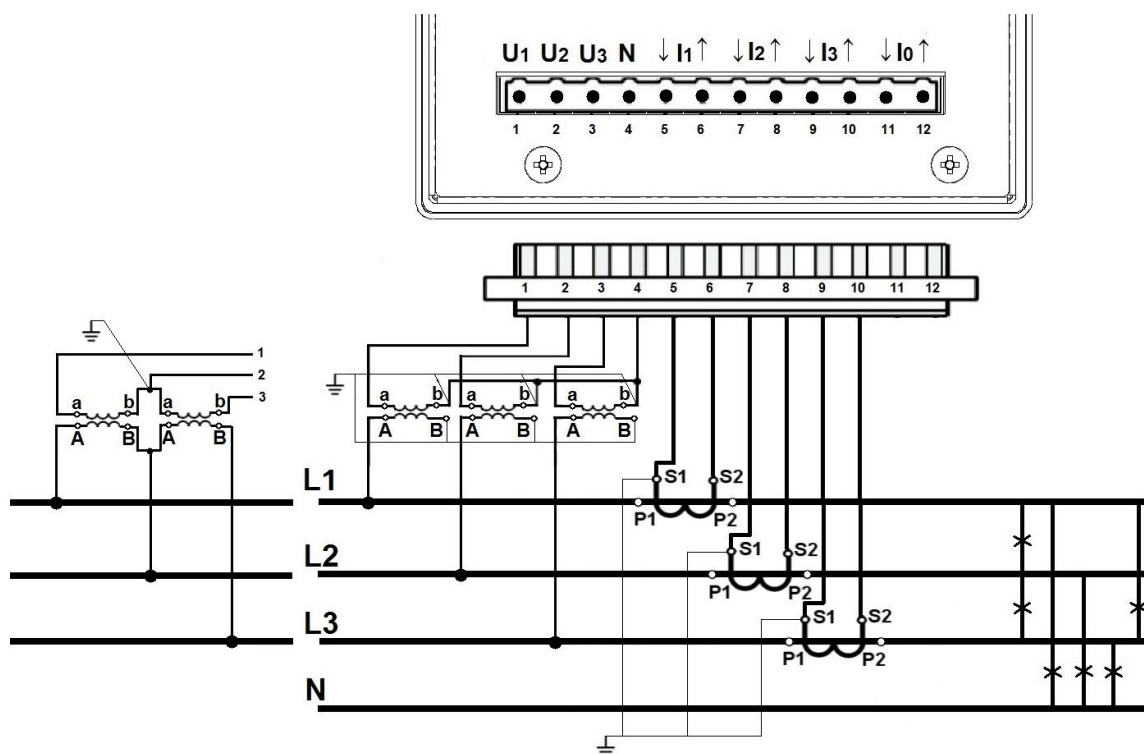 U1 U2 U3 N ↓ I1 ↑ ↓ I2 ↑ ↓ I3 ↑ ↓ I0 ↑
1 2 3 4 5 6 7 8 9 10 11 12
1 2 3 4 5 6 7 8 9 10 11 12
1
2
3
a b a b
A B A B
a b a b a b
A B A B A B
L1
S1 S2
P1 P2
L2
S1 S2
P1 P2
L3
S1 S2
P1 P2
N